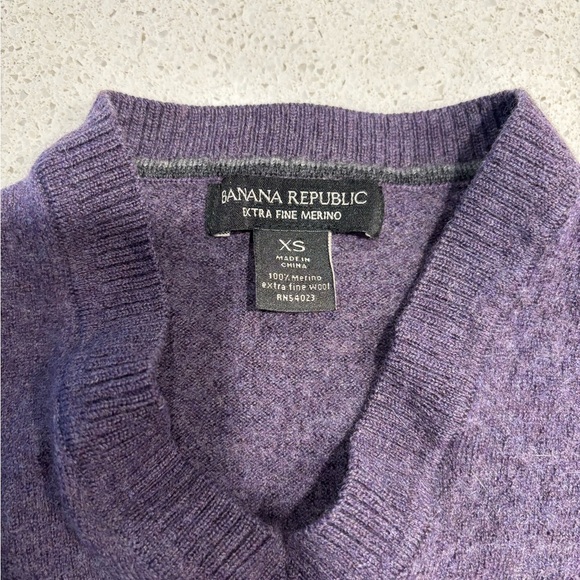 BANANA REPUBLIC
EXTRA FINE MERINO
XS
MADE IN
CHINA
100% Merino
extra fine wool
RN54023